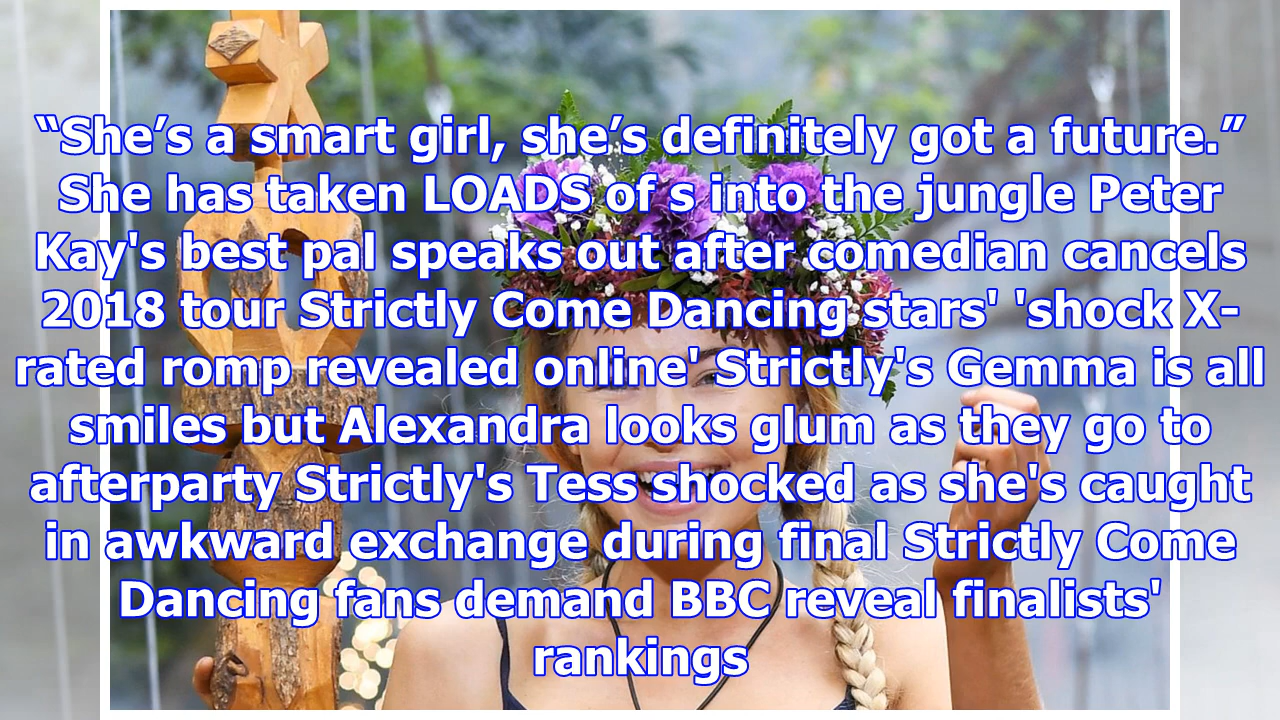 “She’s a smart girl, she’s definitely got a future.”
She has taken LOADS of s into the jungle Peter
Kay's best pal speaks out after comedian cancels
2018 tour Strictly Come Dancing stars' 'shock X-
rated romp revealed online' Strictly's Gemma is all
smiles but Alexandra looks glum as they go to
afterparty Strictly's Tess shocked as she's caught
in awkward exchange during final Strictly Come
Dancing fans demand BBC reveal finalists'
rankings